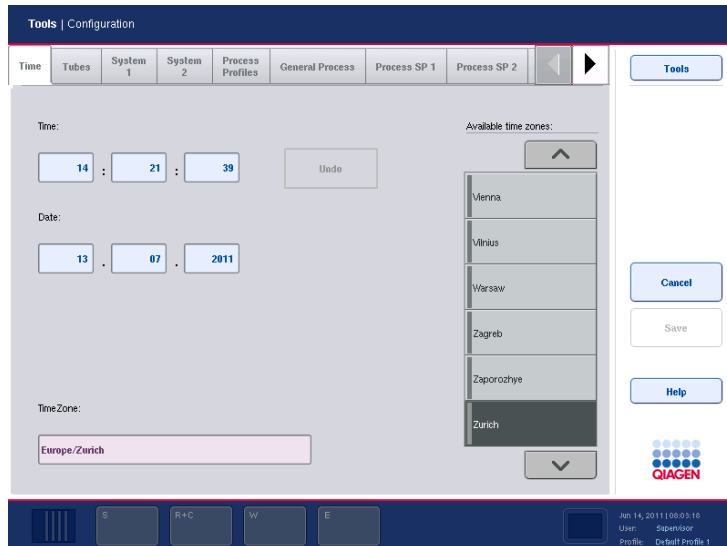 Tools | Configuration
Time
Tubes
System 1
System 2
Process Profiles
General Process
Process SP 1
Process SP 2
Tools
Time:
Available time zones:
14 : 21 : 39
Undo
Vienna
Date:
Vilnius
13 . 07 . 2011
Warsaw
Cancel
Zagreb
Save
Zaporozhye
Help
TimeZone:
Zurich
Europe/Zurich
QIAGEN
S
R+C
W
E
Jun 14, 2011 | 08:03:18
User: Supervisor
Profile: Default Profile 1